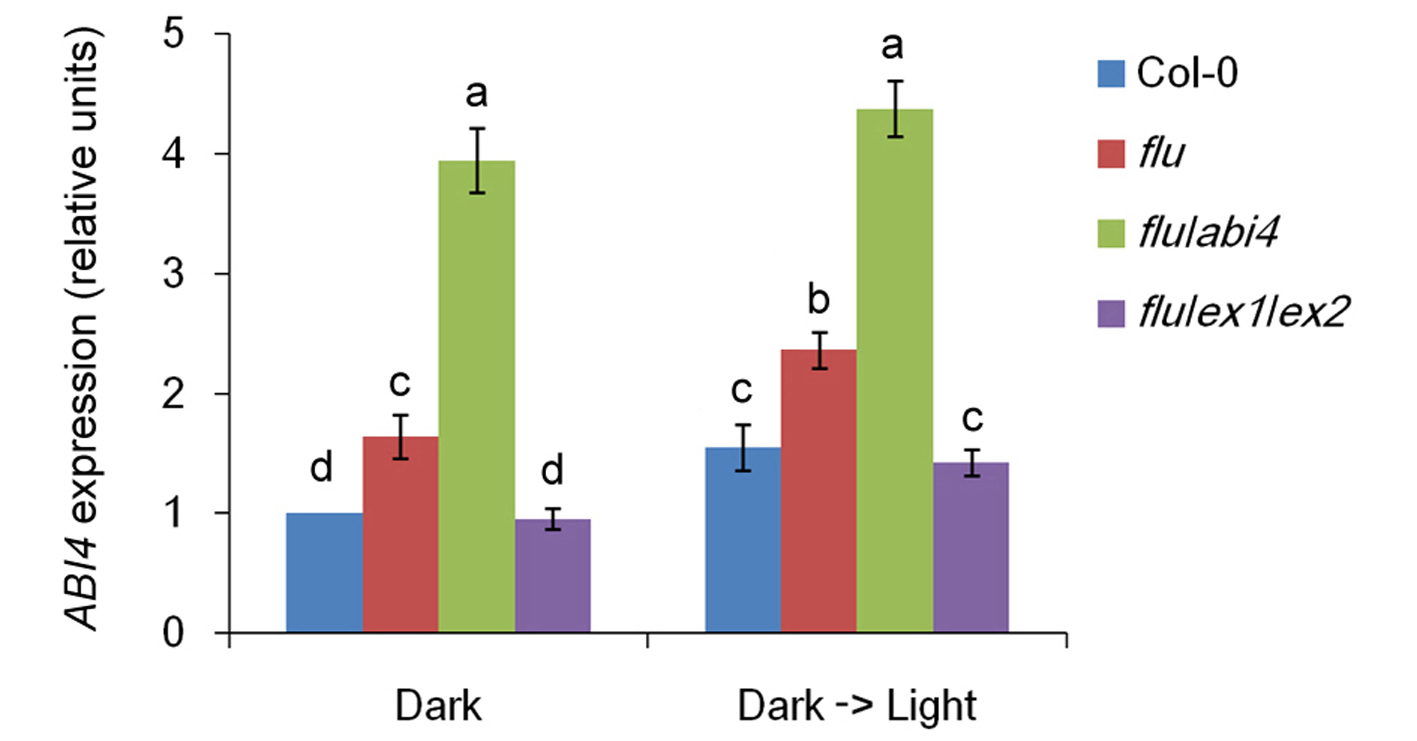 ABI4 expression (relative units)
5
4
3
2
1
0
d
c
a
d
c
b
a
c
Dark
Dark -> Light
Col-0
flu
flu/abi4
flu/ex1/ex2